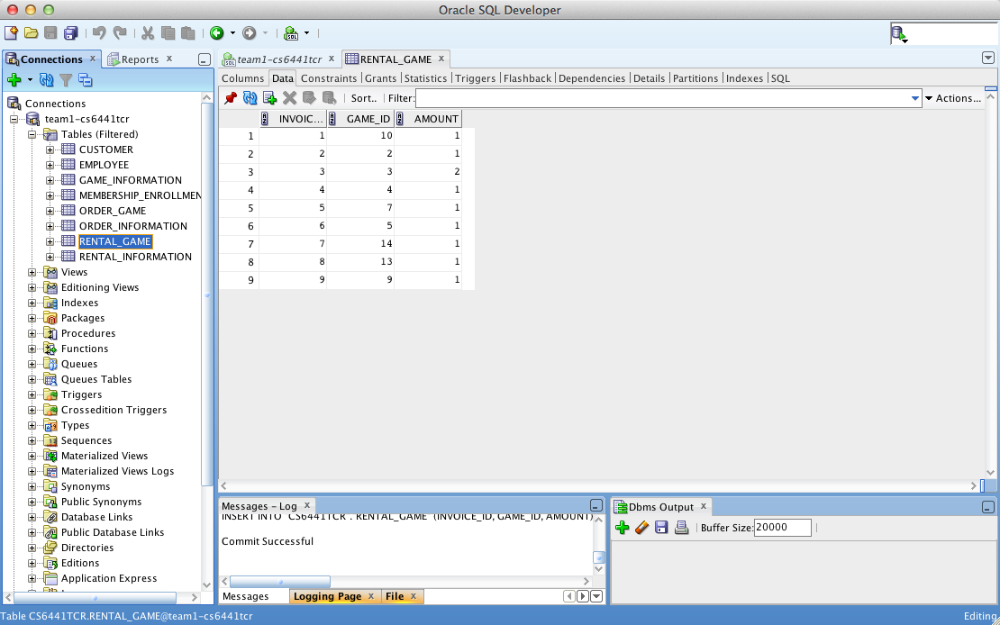 Oracle SQL Developer
Connections x Reports x
team1-cs6441tcr x RENTAL_GAME x
Columns Data Constraints Grants Statistics Triggers Flashback Dependencies Details Partitions Indexes SQL
Sort.. Filter: Actions...
INVOIC... GAME_ID AMOUNT
1 1 10 1
2 2 2 1
3 3 3 2
4 4 4 1
5 5 7 1
6 6 5 1
7 7 14 1
8 8 13 1
9 9 9 1
Connections
team1-cs6441tcr
Tables (Filtered)
CUSTOMER
EMPLOYEE
GAME_INFORMATION
MEMBERSHIP_ENROLLMEN
ORDER_GAME
ORDER_INFORMATION
RENTAL_GAME
RENTAL_INFORMATION
Views
Editioning Views
Indexes
Packages
Procedures
Functions
Queues
Queues Tables
Triggers
Crossedition Triggers
Types
Sequences
Materialized Views
Materialized Views Logs
Synonyms
Public Synonyms
Database Links
Public Database Links
Directories
Editions
Application Express
Messages - Log x
INSERT INTO "CS6441TCR"."RENTAL_GAME" (INVOICE_ID, GAME_ID, AMOUNT)
Commit Successful
Messages Logging Page x File x
Dbms Output x
Buffer Size: 20000
Table CS6441TCR.RENTAL_GAME@team1-cs6441tcr
Editing